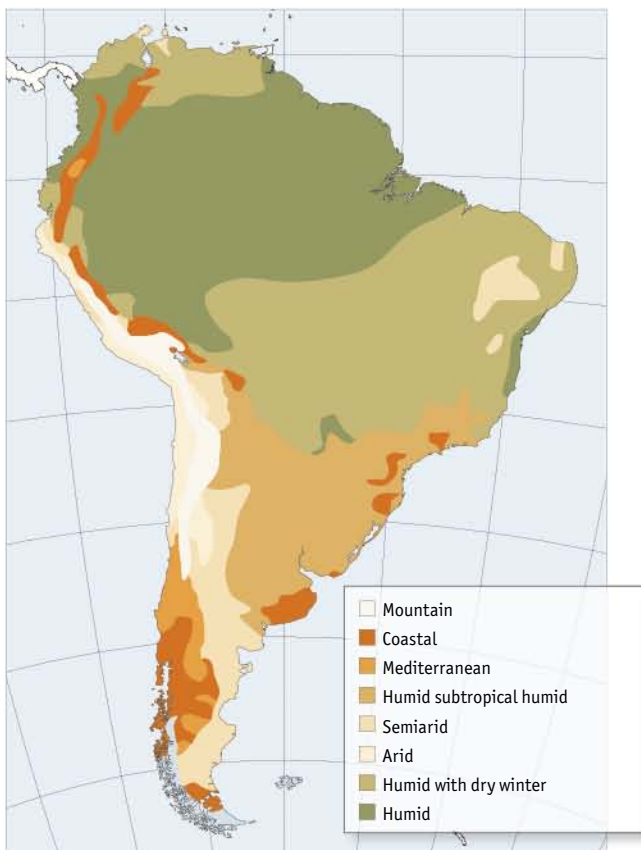 Mountain
Coastal
Mediterranean
Humid subtropical humid
Semiarid
Arid
Humid with dry winter
Humid